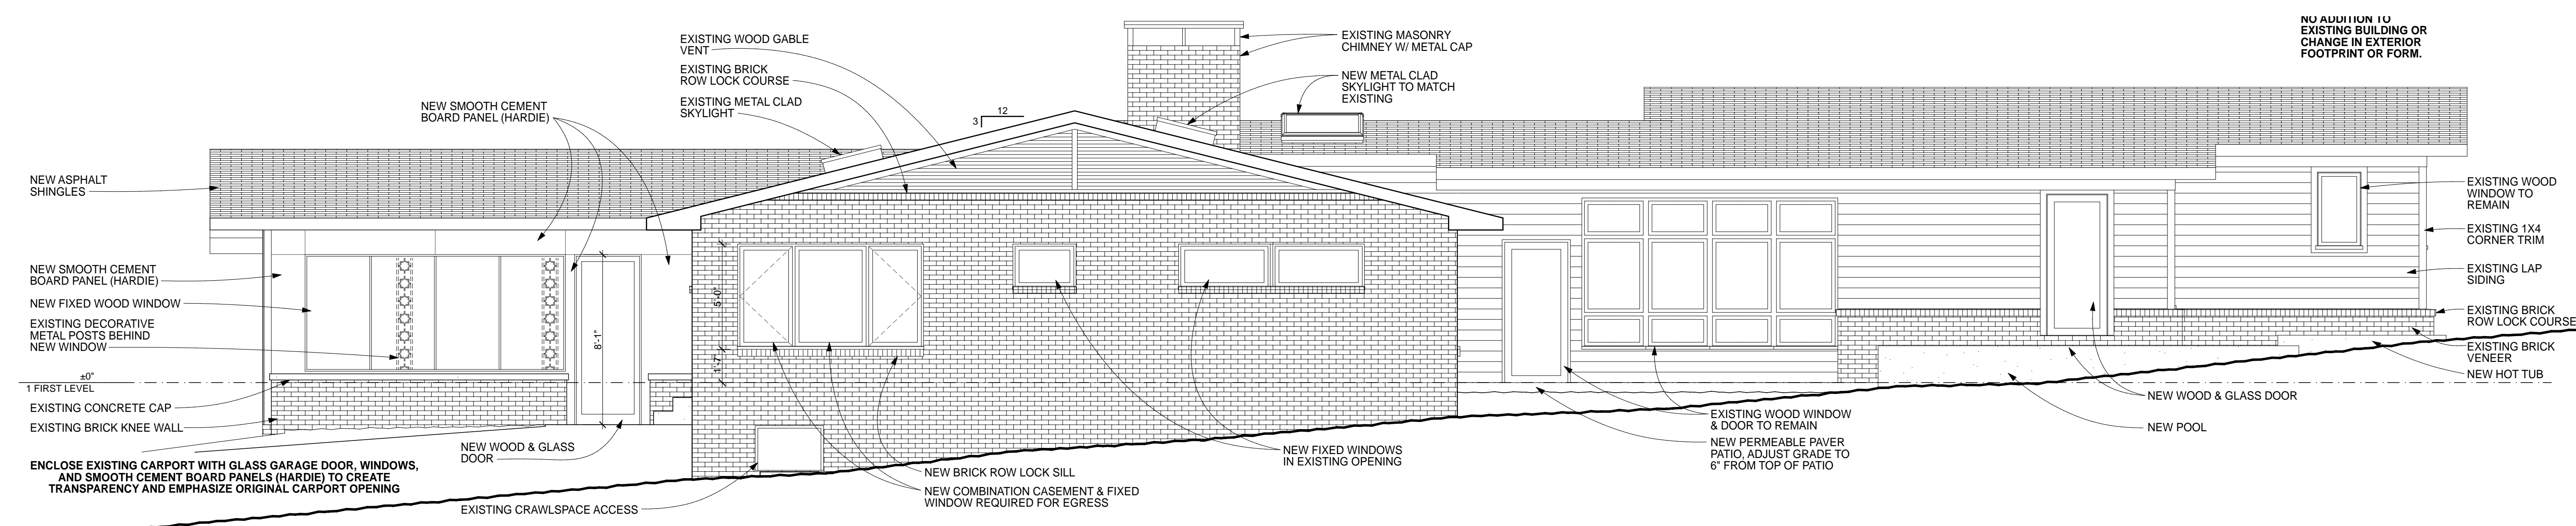 NO ADDITION TO
EXISTING BUILDING OR
CHANGE IN EXTERIOR
FOOTPRINT OR FORM.
EXISTING WOOD GABLE
VENT
EXISTING BRICK
ROW LOCK COURSE
EXISTING METAL CLAD
SKYLIGHT
EXISTING MASONRY
CHIMNEY W/ METAL CAP
NEW METAL CLAD
SKYLIGHT TO MATCH
EXISTING
12
3
NEW SMOOTH CEMENT
BOARD PANEL (HARDIE)
NEW ASPHALT
SHINGLES
NEW SMOOTH CEMENT
BOARD PANEL (HARDIE)
NEW FIXED WOOD WINDOW
EXISTING DECORATIVE
METAL POSTS BEHIND
NEW WINDOW
±0"
1 FIRST LEVEL
EXISTING CONCRETE CAP
EXISTING BRICK KNEE WALL
ENCLOSE EXISTING CARPORT WITH GLASS GARAGE DOOR, WINDOWS,
AND SMOOTH CEMENT BOARD PANELS (HARDIE) TO CREATE
TRANSPARENCY AND EMPHASIZE ORIGINAL CARPORT OPENING
8'-1"
5'-0"
1'-7"
NEW WOOD & GLASS
DOOR
EXISTING CRAWLSPACE ACCESS
NEW BRICK ROW LOCK SILL
NEW COMBINATION CASEMENT & FIXED
WINDOW REQUIRED FOR EGRESS
NEW FIXED WINDOWS
IN EXISTING OPENING
EXISTING WOOD WINDOW
& DOOR TO REMAIN
NEW PERMEABLE PAVER
PATIO, ADJUST GRADE TO
6" FROM TOP OF PATIO
EXISTING WOOD
WINDOW TO
REMAIN
EXISTING 1X4
CORNER TRIM
EXISTING LAP
SIDING
EXISTING BRICK
ROW LOCK COURSE
EXISTING BRICK
VENEER
NEW HOT TUB
NEW WOOD & GLASS DOOR
NEW POOL